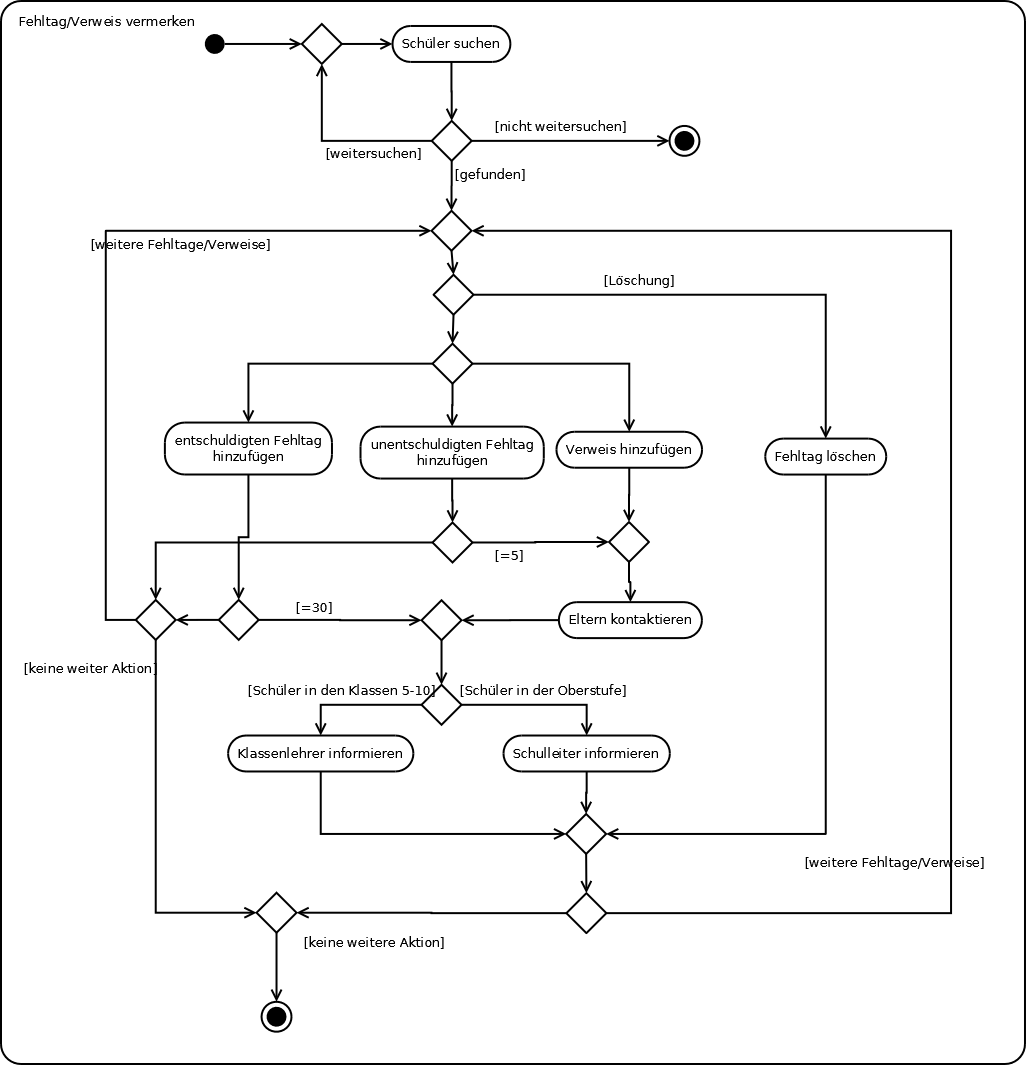 Fehltag/Verweis vermerken
Schüler suchen
[nicht weitersuchen]
[weitersuchen]
[gefunden]
[weitere Fehltage/Verweise]
[Löschung]
entschuldigten Fehltag
hinzufügen
unentschuldigten Fehltag
hinzufügen
Verweis hinzufügen
Fehltag löschen
[=5]
[=30]
Eltern kontaktieren
[keine weiter Aktion]
[Schüler in den Klassen 5-10]
[Schüler in der Oberstufe]
Klassenlehrer informieren
Schulleiter informieren
[weitere Fehltage/Verweise]
[keine weitere Aktion]